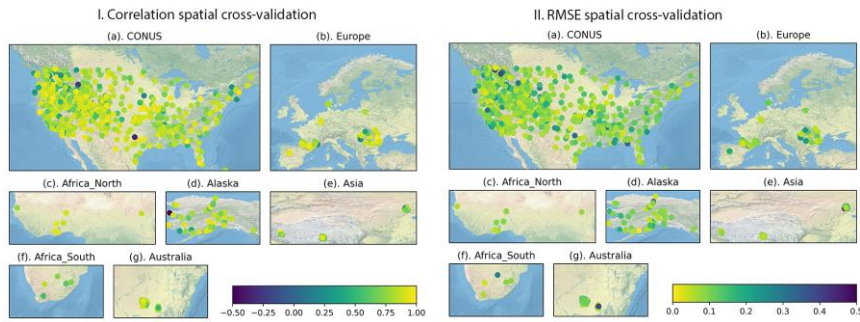 I. Correlation spatial cross-validation
(a). CONUS
(b). Europe
(c). Africa_North
(d). Alaska
(e). Asia
(f). Africa_South
(g). Australia
−0.50 −0.25 0.00 0.25 0.50 0.75 1.00
II. RMSE spatial cross-validation
(a). CONUS
(b). Europe
(c). Africa_North
(d). Alaska
(e). Asia
(f). Africa_South
(g). Australia
0.0 0.1 0.2 0.3 0.4 0.5